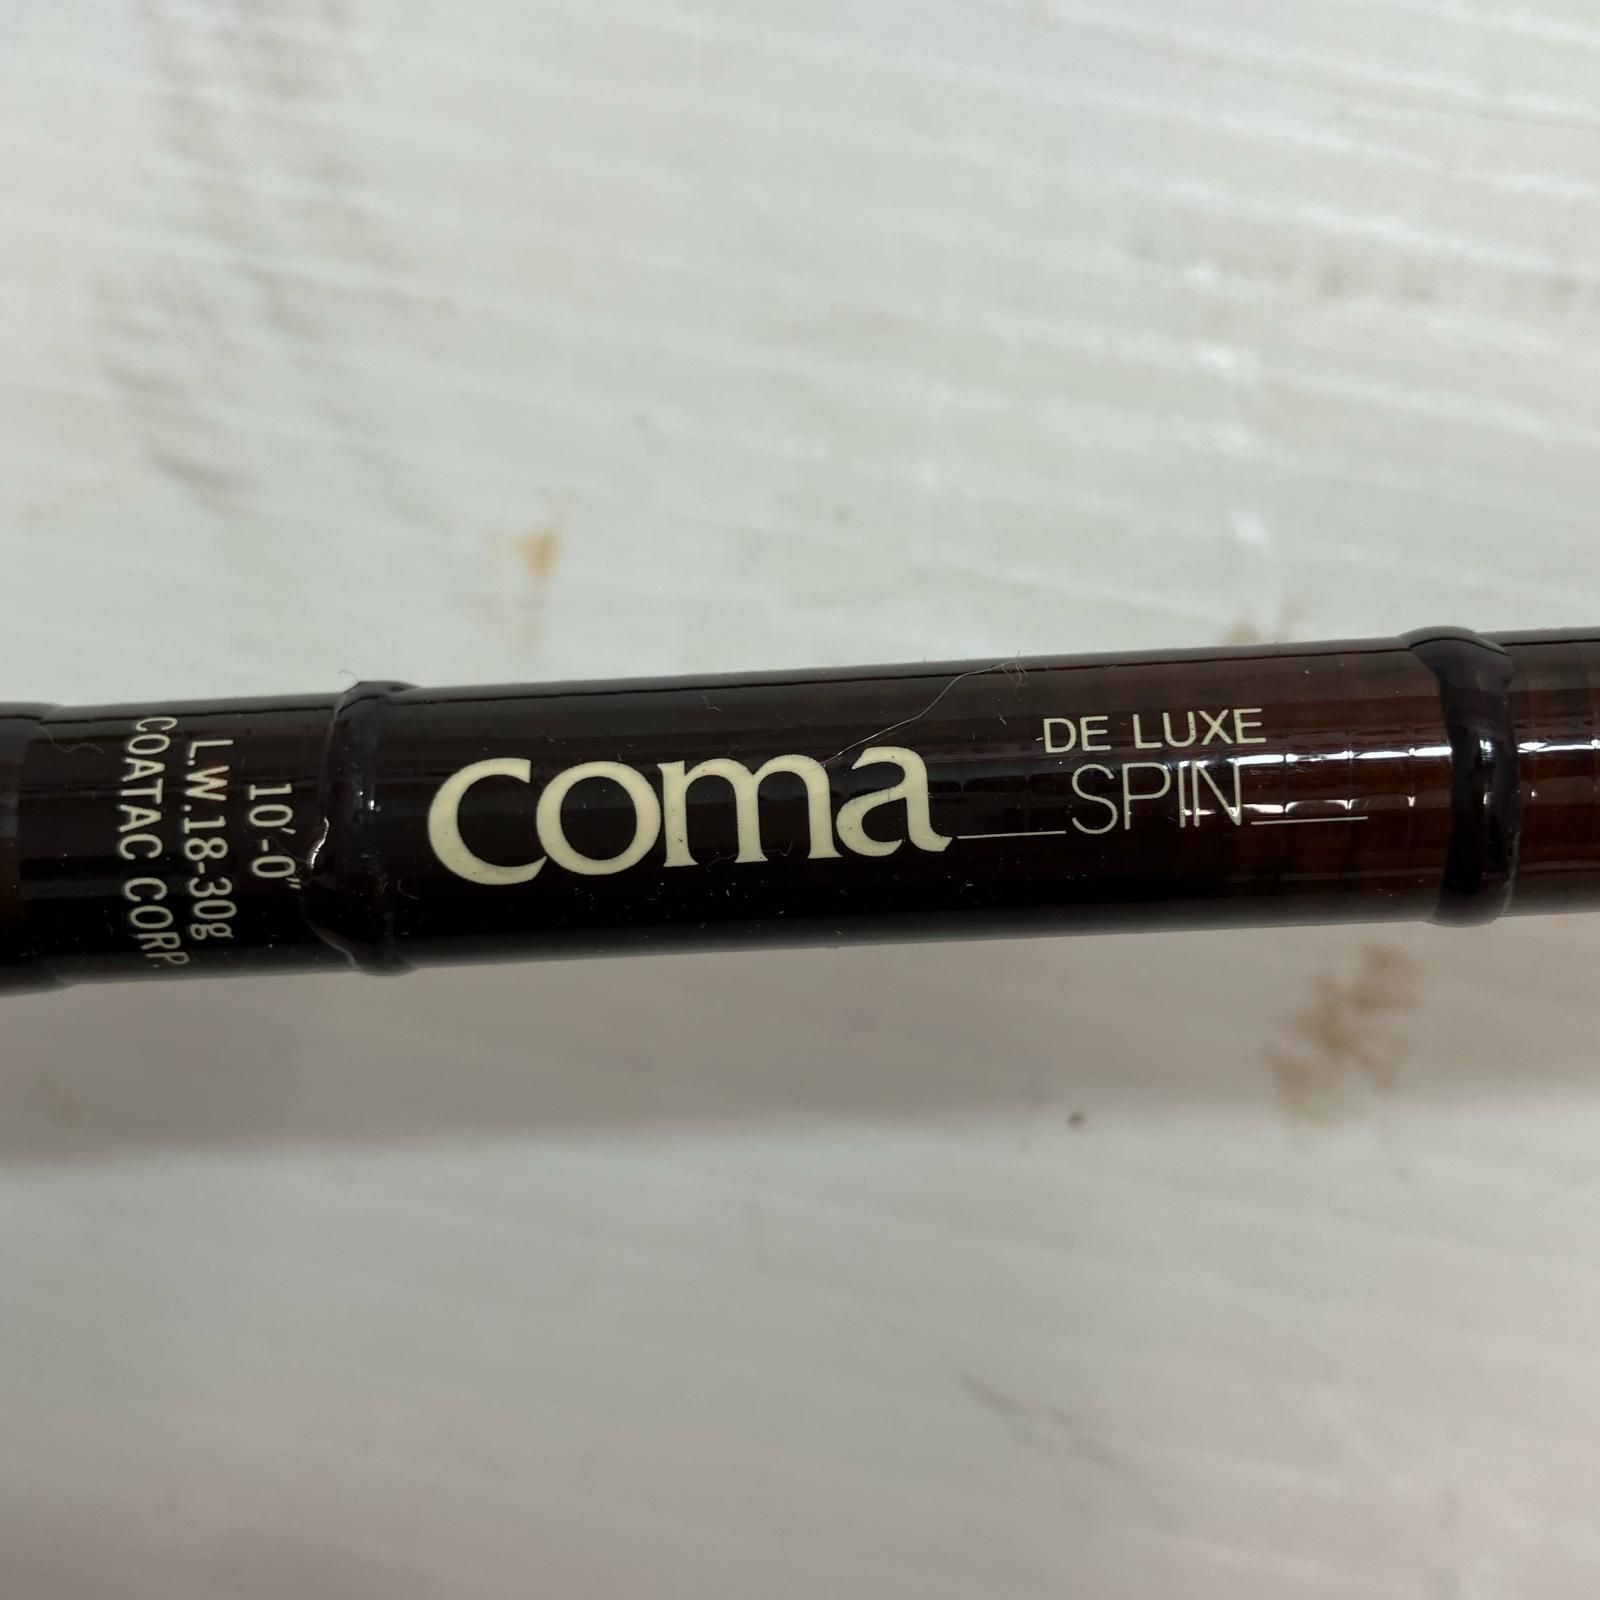 coma
DE LUXE
SPIN
10'-0"
L.W.18-30g
COATAC CORP.